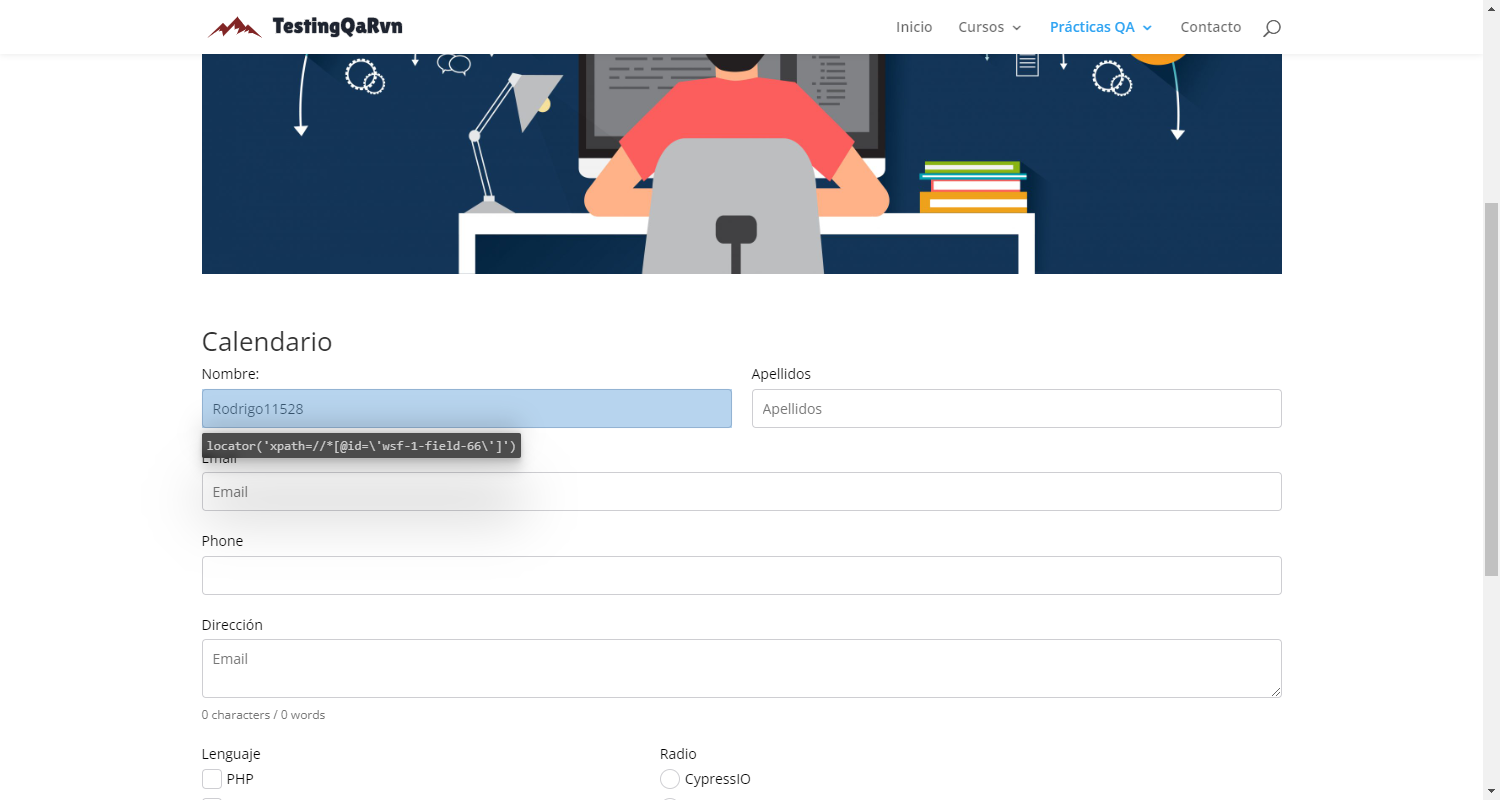 TestingQaRvn
Inicio Cursos Prácticas QA Contacto
Calendario
Nombre: Apellidos
Rodrigo11528 Apellidos
locator('xpath=//*[@id=\'wsf-1-field-66\']')
Email
Email
Phone
Dirección
Email
0 characters / 0 words
Lenguaje Radio
PHP CypressIO